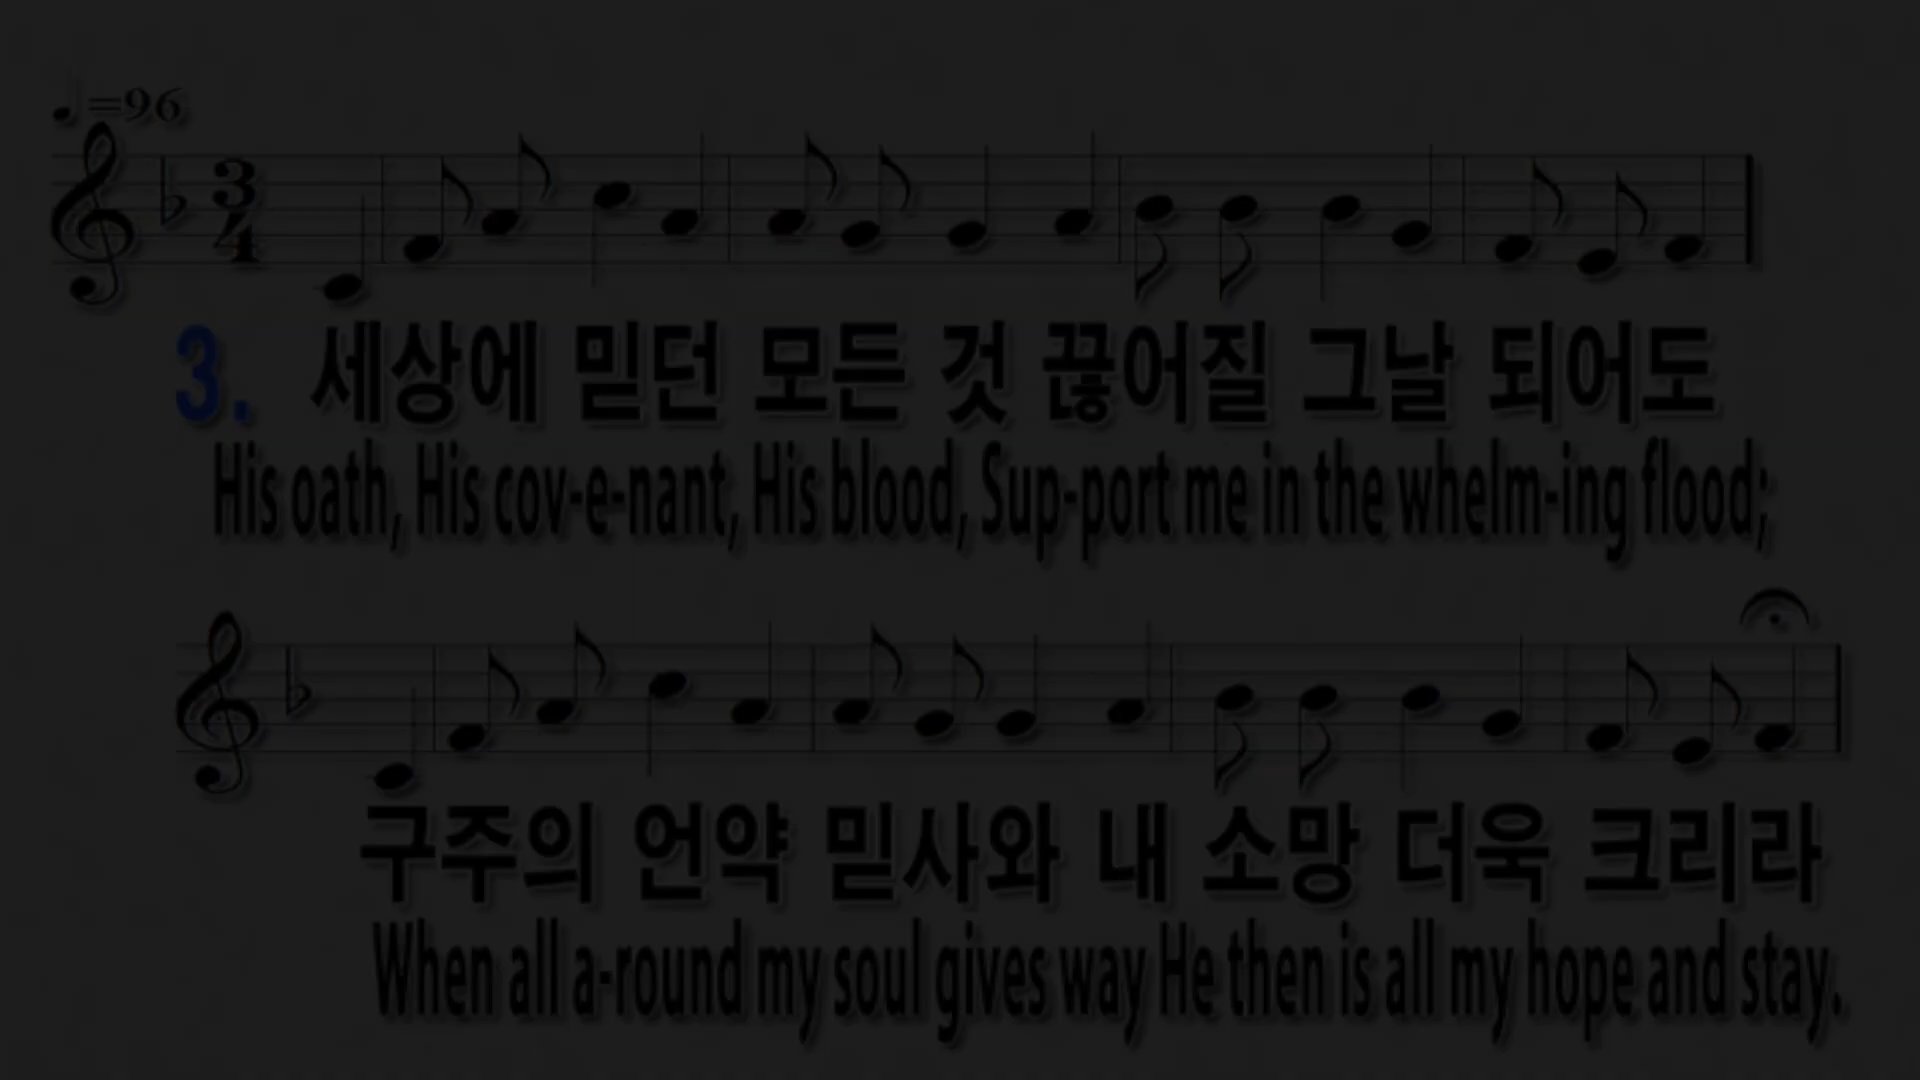 ♩=96
3
4
3. 세상에 믿던 모든 것 끊어질 그날 되어도
His oath, His cov-e-nant, His blood, Sup-port me in the whelm-ing flood;
구주의 언약 믿사와 내 소망 더욱 크리라
When all a-round my soul gives way He then is all my hope and stay.